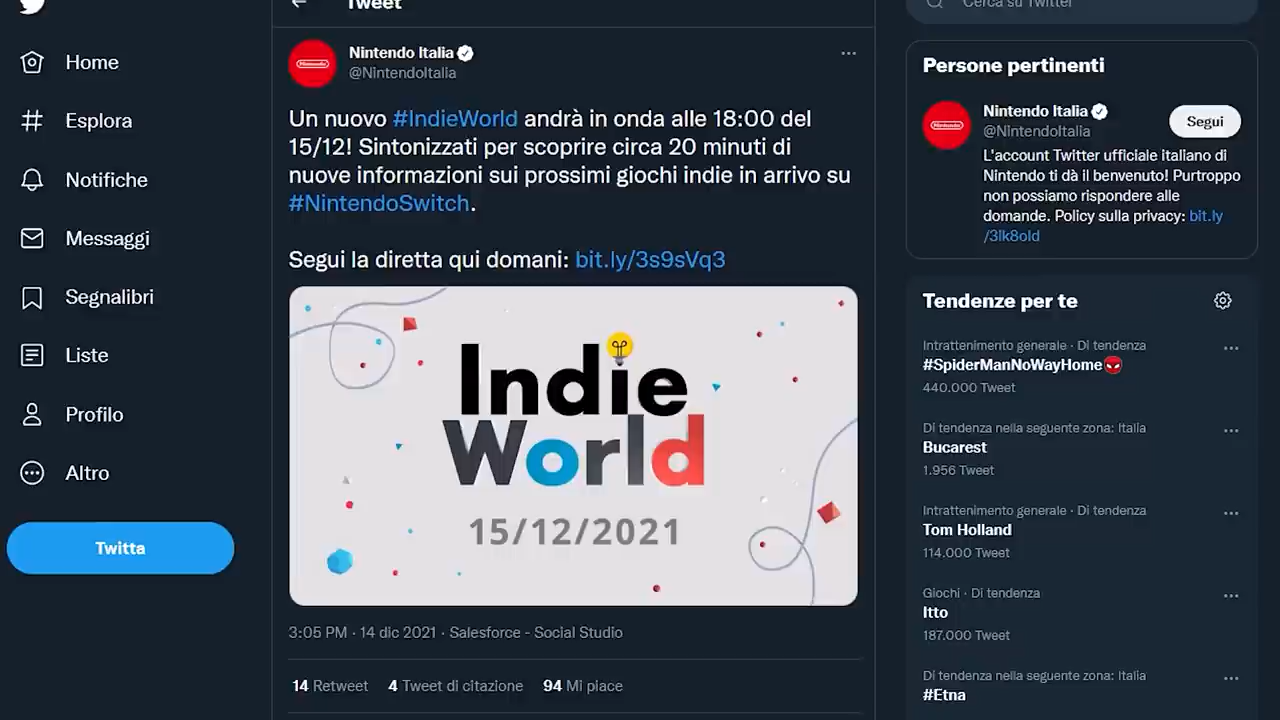 Tweet
Cerca su Twitter
Home
Esplora
Notifiche
Messaggi
Segnalibri
Liste
Profilo
Altro
Twitta
Nintendo Italia
@NintendoItalia
Un nuovo #IndieWorld andrà in onda alle 18:00 del
15/12! Sintonizzati per scoprire circa 20 minuti di
nuove informazioni sui prossimi giochi indie in arrivo su
#NintendoSwitch.
Segui la diretta qui domani: bit.ly/3s9sVq3
Indie
World
15/12/2021
3:05 PM · 14 dic 2021 · Salesforce - Social Studio
14 Retweet 4 Tweet di citazione 94 Mi piace
Persone pertinenti
Nintendo
Nintendo Italia
@NintendoItalia
Segui
L'account Twitter ufficiale italiano di
Nintendo ti dà il benvenuto! Purtroppo
non possiamo rispondere alle
domande. Policy sulla privacy: bit.ly
/3lk8old
Tendenze per te
Intrattenimento generale · Di tendenza
#SpiderManNoWayHome
440.000 Tweet
Di tendenza nella seguente zona: Italia
Bucarest
1.956 Tweet
Intrattenimento generale · Di tendenza
Tom Holland
114.000 Tweet
Giochi · Di tendenza
Itto
187.000 Tweet
Di tendenza nella seguente zona: Italia
#Etna